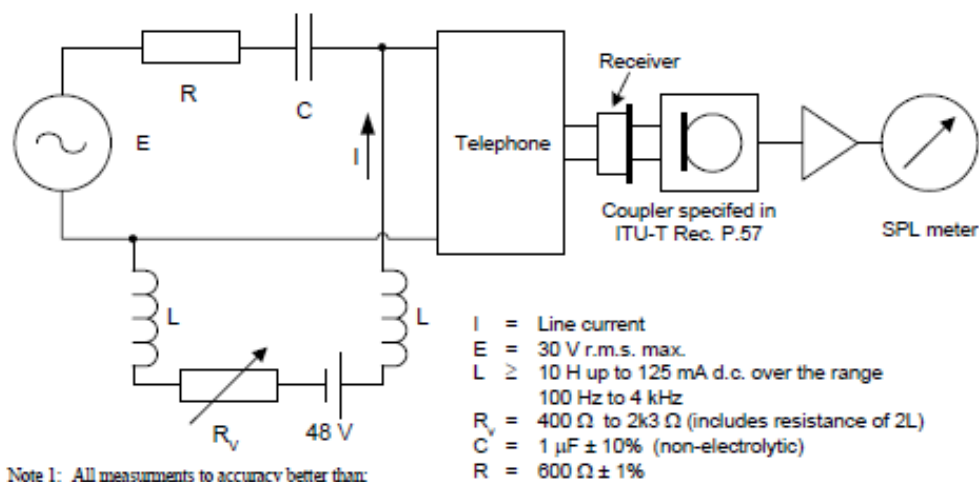 R
C
E
I
Telephone
Receiver
Coupler specifed in
ITU-T Rec. P.57
SPL meter
L
L
R_v
48 V
I = Line current
E = 30 V r.m.s. max.
L ≥ 10 H up to 125 mA d.c. over the range
100 Hz to 4 kHz
R_v = 400 Ω to 2k3 Ω (includes resistance of 2L)
C = 1 μF ± 10% (non-electrolytic)
R = 600 Ω ± 1%
Note 1: All measurments to accuracy better than: